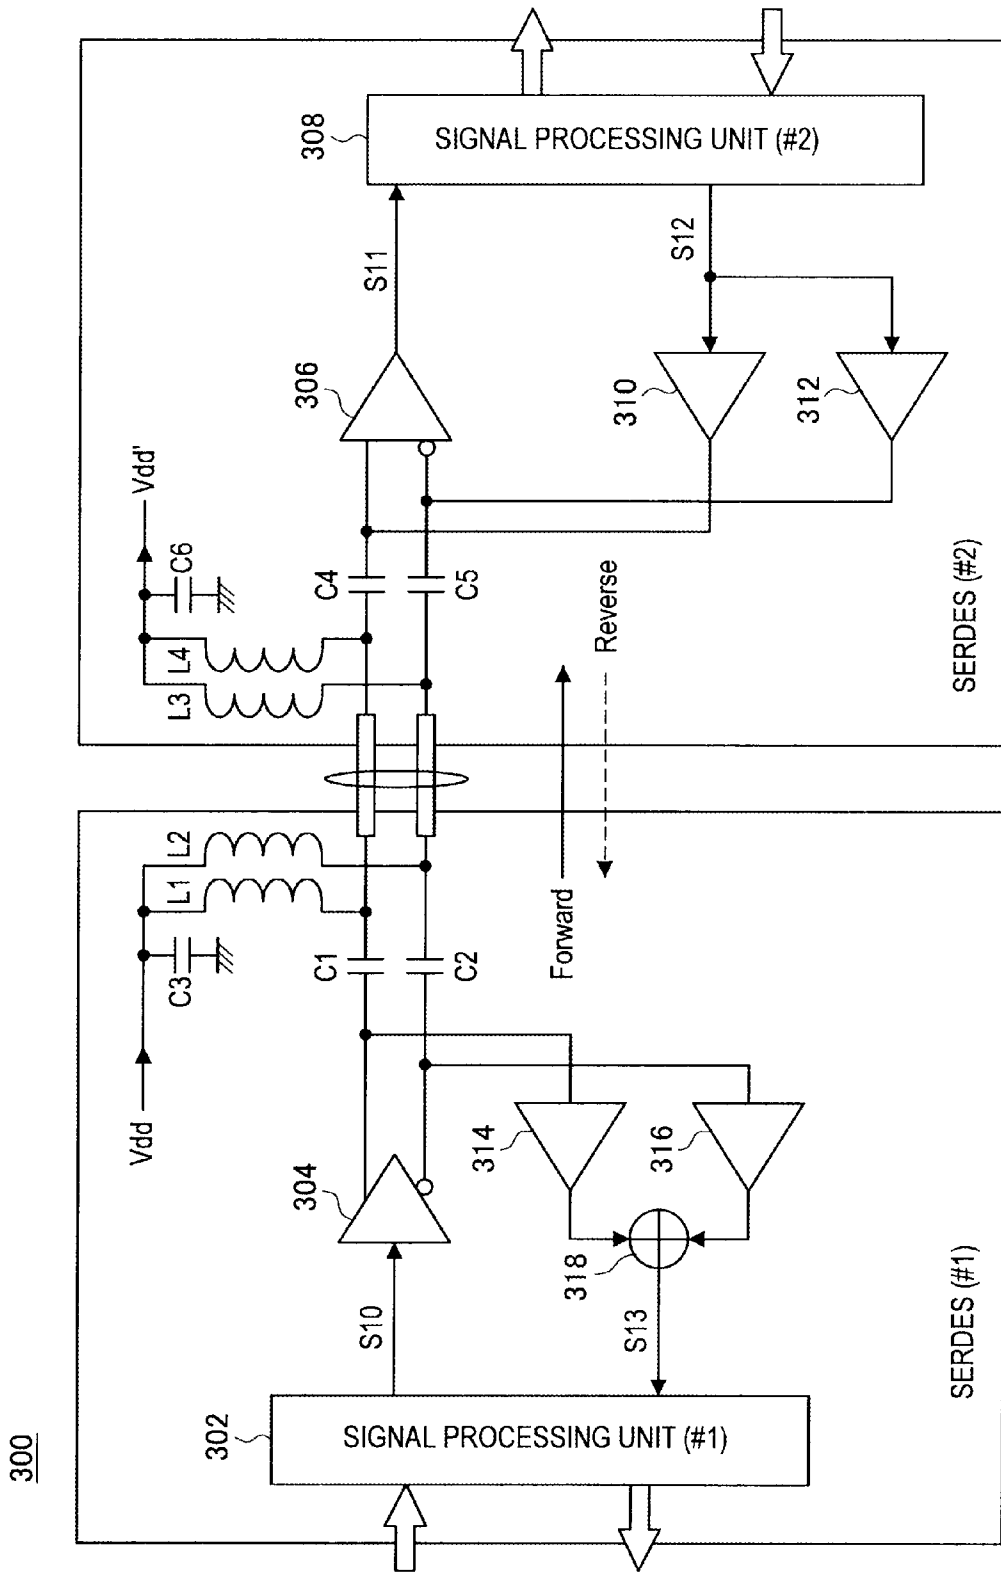 300
Vdd
C3
L1
L2
L3
L4
C6
Vdd'
302
SIGNAL PROCESSING UNIT (#1)
S10
304
C1
C2
C4
C5
306
S11
308
SIGNAL PROCESSING UNIT (#2)
S13
318
314
316
Forward
Reverse
310
312
S12
SERDES (#1)
SERDES (#2)